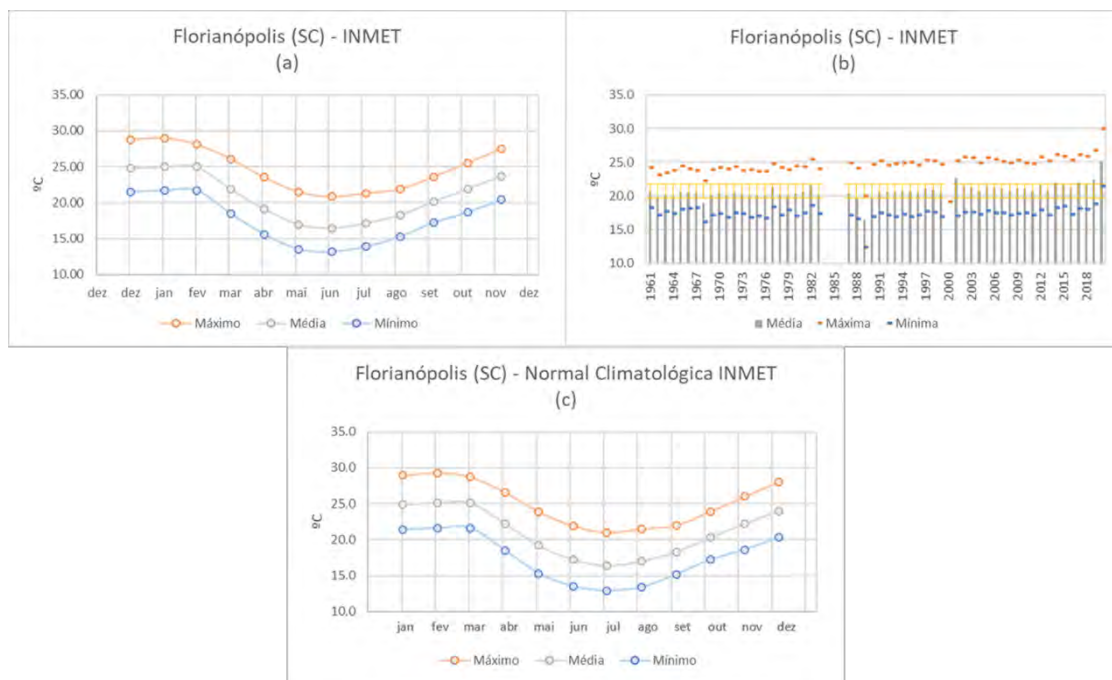 Florianópolis (SC) - INMET
(a)
ºC
35.00
30.00
25.00
20.00
15.00
10.00
dez dez jan fev mar abr mai jun jul ago set out nov dez
Máximo Média Mínimo
Florianópolis (SC) - INMET
(b)
ºC
35.0
30.0
25.0
20.0
15.0
10.0
1961 1964 1967 1970 1973 1976 1979 1982 1985 1988 1991 1994 1997 2000 2003 2006 2009 2012 2015 2018
Média Máxima Mínima
Florianópolis (SC) - Normal Climatológica INMET
(c)
ºC
35.0
30.0
25.0
20.0
15.0
10.0
jan fev mar abr mai jun jul ago set out nov dez
Máximo Média Mínimo